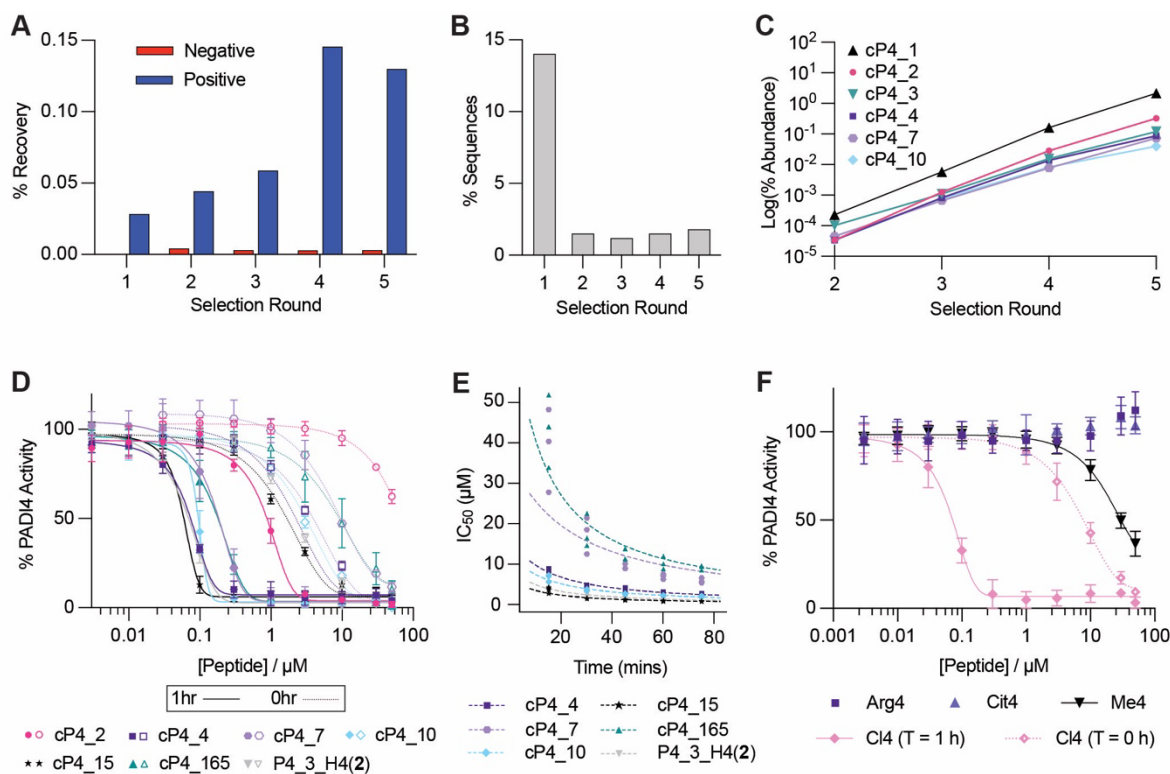 A
% Recovery
0.15
0.10
0.05
0.00
Negative
Positive
1 2 3 4 5
Selection Round
B
% Sequences
15
10
5
0
1 2 3 4 5
Selection Round
C
Log(% Abundance)
10²
10¹
10⁰
10⁻¹
10⁻²
10⁻³
10⁻⁴
10⁻⁵
cP4_1
cP4_2
cP4_3
cP4_4
cP4_7
cP4_10
2 3 4 5
Selection Round
D
% PADI4 Activity
100
50
0
0.01 0.1 1 10 100
[Peptide] / µM
1hr 0hr
cP4_2 cP4_4 cP4_7 cP4_10
cP4_15 cP4_165 P4_3_H4(2)
E
IC₅₀ (µM)
50
40
30
20
10
0
20 40 60 80
Time (mins)
cP4_4 cP4_15
cP4_7 cP4_165
cP4_10 P4_3_H4(2)
F
% PADI4 Activity
100
50
0
0.001 0.01 0.1 1 10 100
[Peptide] / µM
Arg4 Cit4 Me4
Cl4 (T = 1 h) Cl4 (T = 0 h)